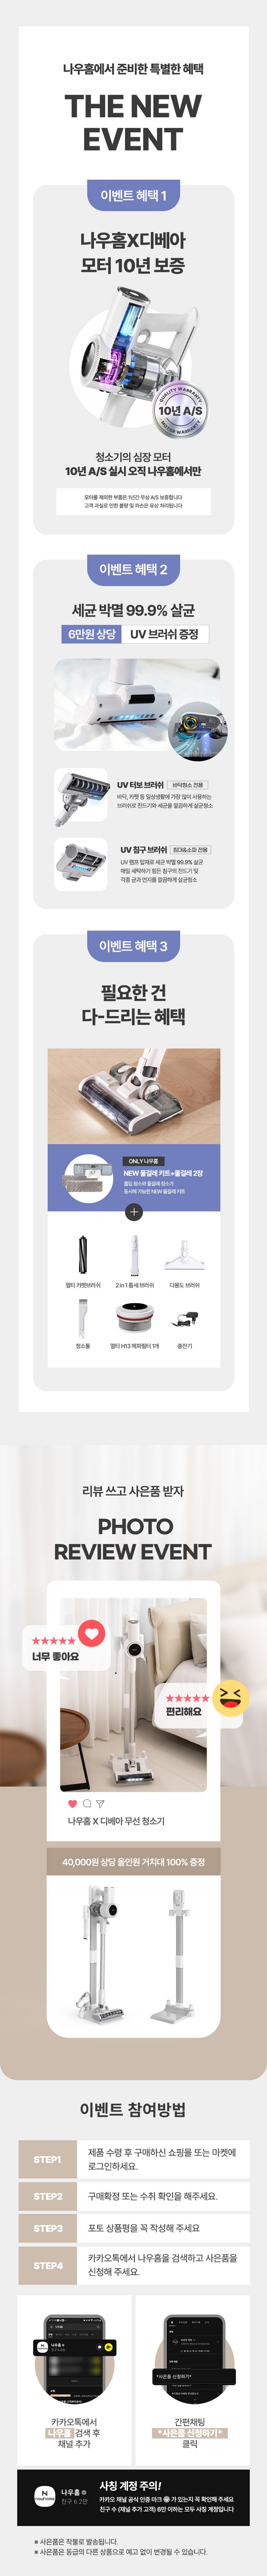 나우홈에서 준비한 특별한 혜택
THE NEW
EVENT
이벤트 혜택 1
나우홈X디베아
모터 10년 보증
QUALITY WARRANTY
10년 A/S
MOTOR WARRANTY
청소기의 심장 모터
10년 A/S 실시 오직 나우홈에서만
모터를 제외한 부품은 1년간 무상 A/S 보증합니다
고객 과실로 인한 불량 및 파손은 유상 처리됩니다
이벤트 혜택 2
세균 박멸 99.9% 살균
6만원 상당 UV 브러쉬 증정
UV 터보 브러쉬 바닥청소 전용
바닥, 카펫 등 일상생활에 가장 많이 사용하는
브러쉬로 진드기와 세균을 말끔하게 살균청소
UV 침구 브러쉬 침대&소파 전용
UV 램프 탑재로 세균 박멸 99.9% 살균
매일 세탁하기 힘든 침구의 진드기 및
각종 균과 먼지를 말끔하게 살균청소
이벤트 혜택 3
필요한 건
다-드리는 혜택
ONLY 나우홈
NEW 물걸레 키트+물걸레 2장
흡입 청소와 물걸레 청소가
동시에 가능한 NEW 물걸레 키트
멀티 카펫브러쉬
2 in 1 틈새 브러쉬
다용도 브러쉬
청소툴
멀티 H13 헤파필터 1개
충전기
리뷰 쓰고 사은품 받자
PHOTO
REVIEW EVENT
너무 좋아요
편리해요
나우홈 X 디베아 무선 청소기
40,000원 상당 올인원 거치대 100% 증정
이벤트 참여방법
STEP1 제품 수령 후 구매하신 쇼핑몰 또는 마켓에
로그인하세요.
STEP2 구매확정 또는 수취 확인을 해주세요.
STEP3 포토 상품평을 꼭 작성해 주세요
STEP4 카카오톡에서 나우홈을 검색하고 사은품을
신청해 주세요.
나우홈
*사은품 신청하기*
카카오톡에서
나우홈 검색 후
채널 추가
간편채팅
*사은품 신청하기*
클릭
N
nowhome
나우홈
친구 6.2만
사칭 계정 주의!
카카오 채널 공식 인증 마크 가 있는지 꼭 확인해 주세요
친구 수 (채널 추가 고객) 6만 이하는 모두 사칭 계정입니다
※ 사은품은 착불로 발송됩니다.
※ 사은품은 동급의 다른 상품으로 예고 없이 변경될 수 있습니다.